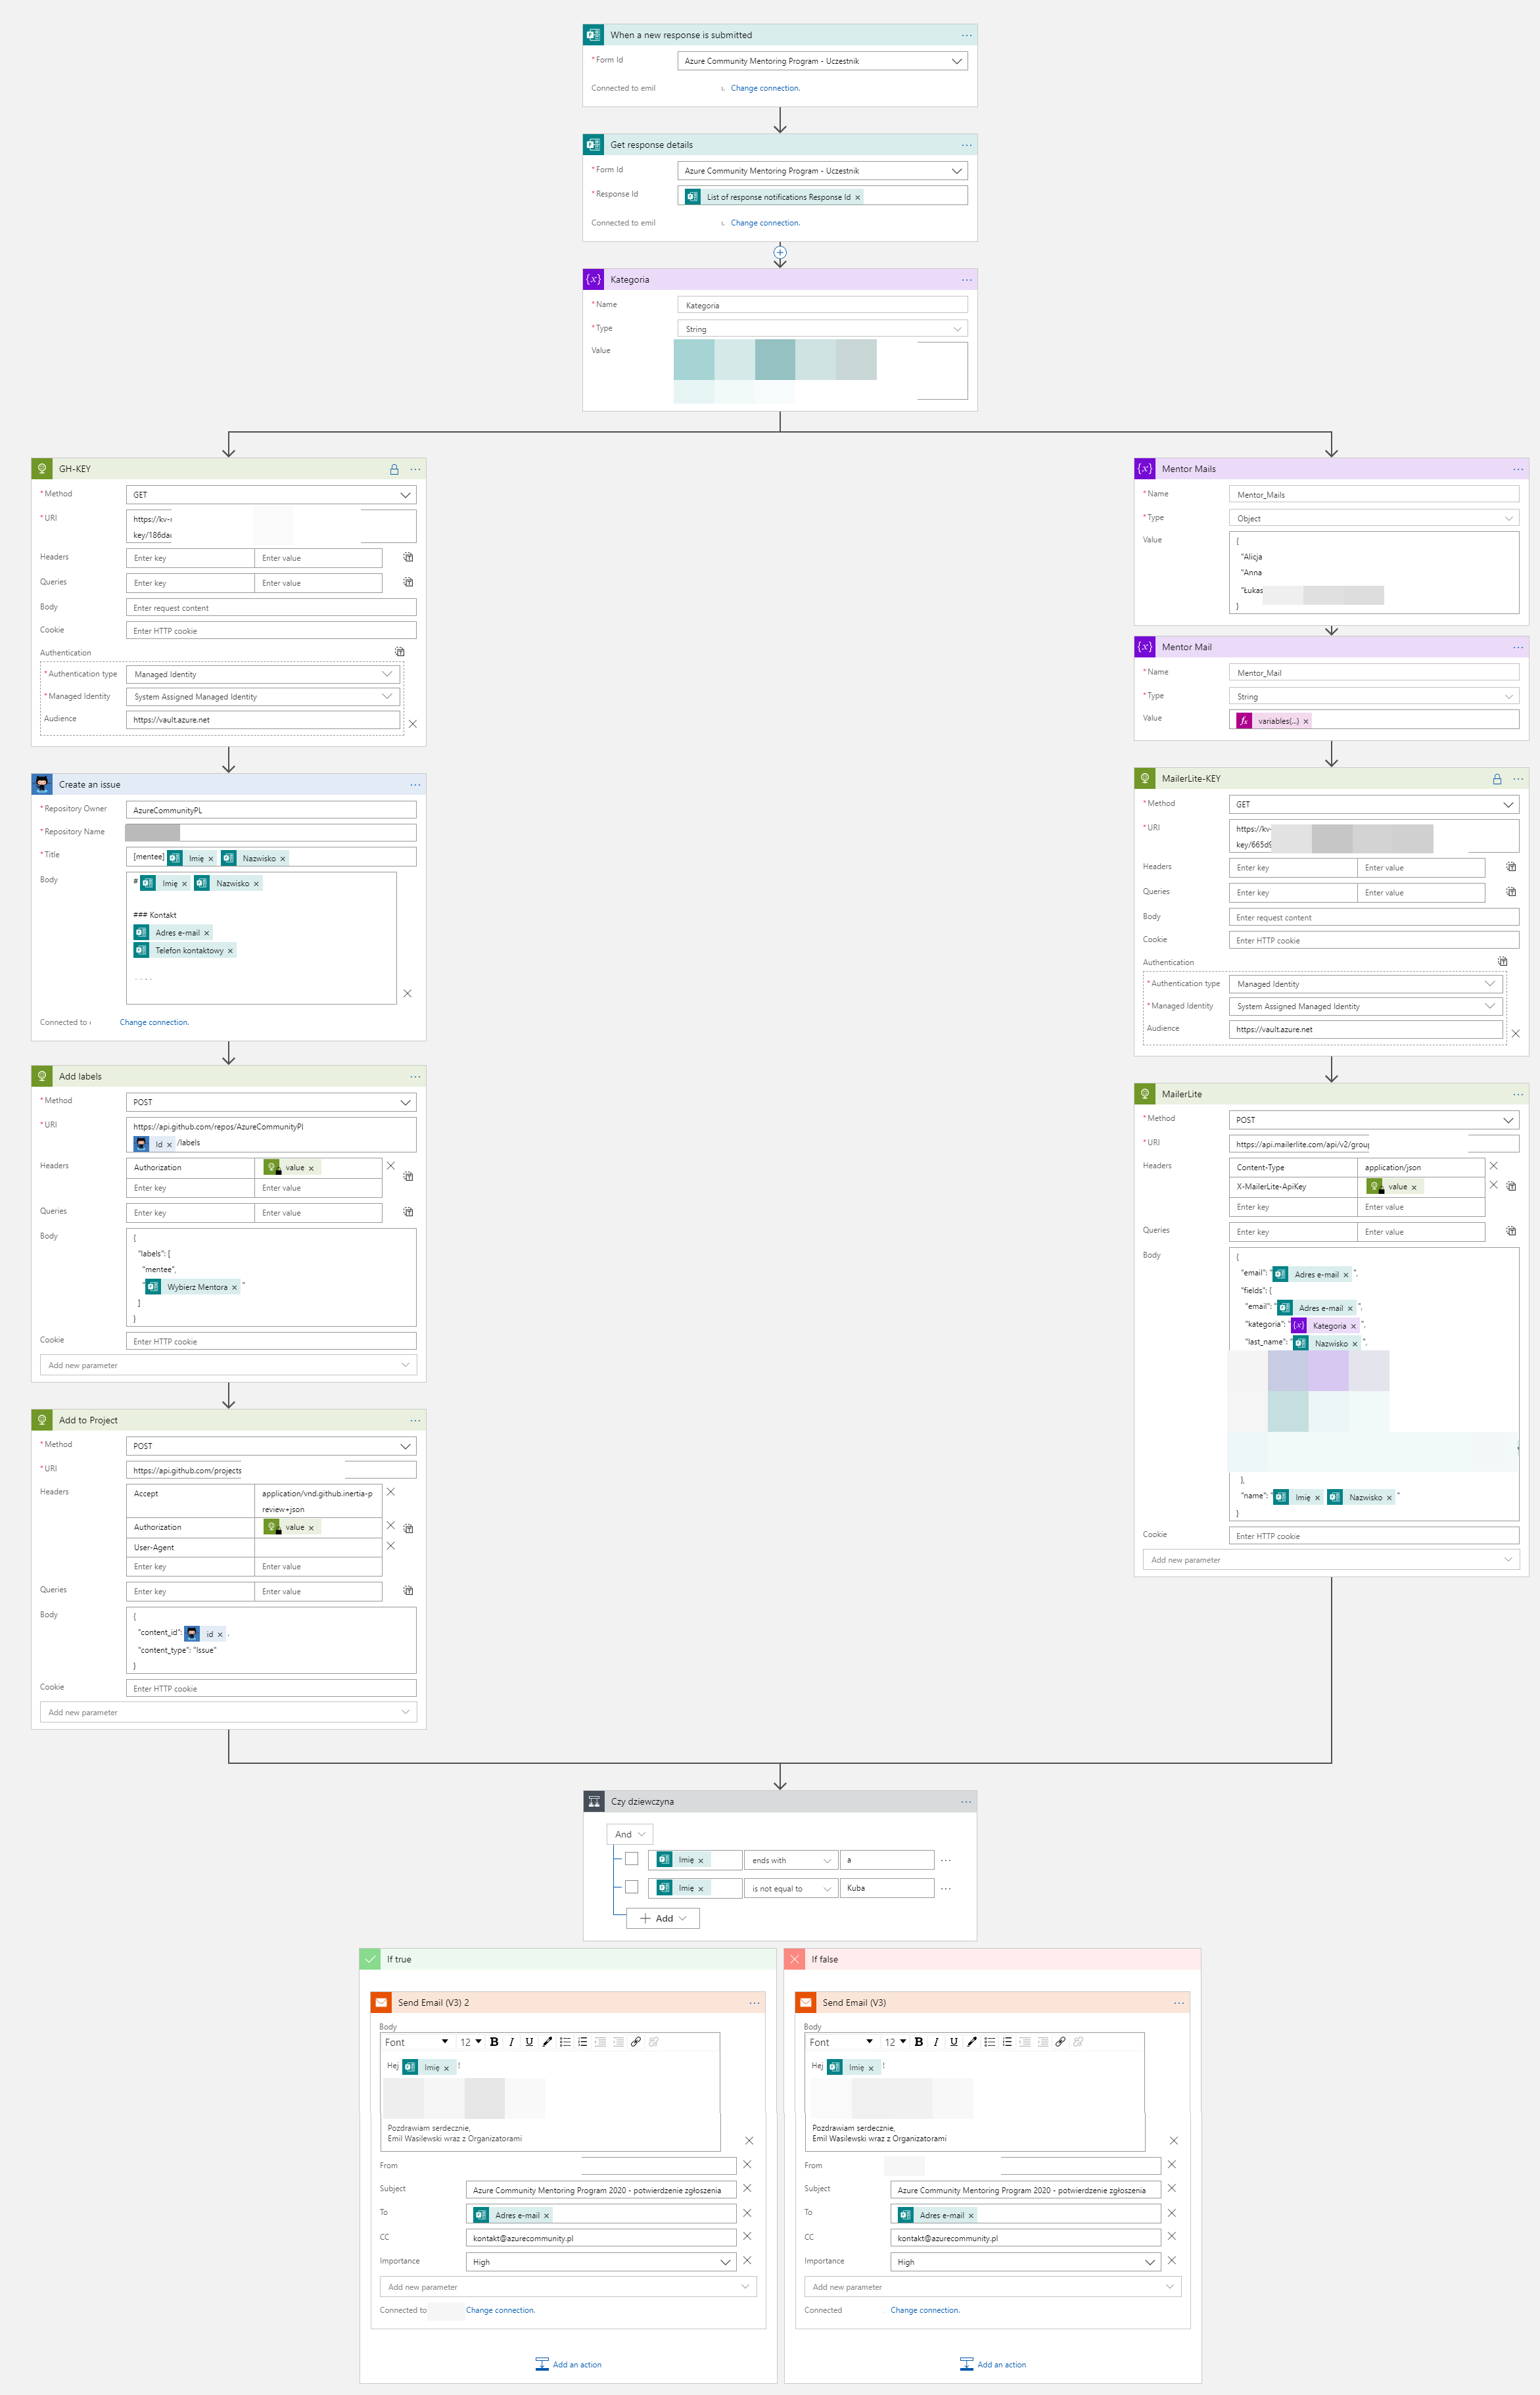 When a new response is submitted
* Form Id
Azure Community Mentoring Program - Uczestnik
Connected to emil
Change connection.
Get response details
* Form Id
Azure Community Mentoring Program - Uczestnik
* Response Id
List of response notifications Response Id ×
Connected to emil
Change connection.
Kategoria
* Name
Kategoria
* Type
String
Value
GH-KEY
* Method
GET
* URI
https://kv-
key/186da
Headers
Enter key Enter value
Queries
Enter key Enter value
Body
Enter request content
Cookie
Enter HTTP cookie
Authentication
* Authentication type
Managed Identity
* Managed Identity
System Assigned Managed Identity
Audience
https://vault.azure.net
Create an issue
* Repository Owner
AzureCommunityPL
* Repository Name
* Title
[mentee] Imię × Nazwisko ×
Body
# Imię × Nazwisko ×
### Kontakt
Adres e-mail ×
Telefon kontaktowy ×
Connected to
Change connection.
Add labels
* Method
POST
* URI
https://api.github.com/repos/AzureCommunityPl
Id × /labels
Headers
Authorization value ×
Enter key Enter value
Queries
Enter key Enter value
Body
{
"labels": [
"mentee",
"Wybierz Mentora × "
]
}
Cookie
Enter HTTP cookie
Add new parameter
Add to Project
* Method
POST
* URI
https://api.github.com/projects
Headers
Accept application/vnd.github.inertia-p
review+json
Authorization value ×
User-Agent
Enter key Enter value
Queries
Enter key Enter value
Body
{
"content_id": id × ,
"content_type": "Issue"
}
Cookie
Enter HTTP cookie
Add new parameter
Mentor Mails
* Name
Mentor_Mails
* Type
Object
Value
{
"Alicja
"Anna
"Łukas
}
Mentor Mail
* Name
Mentor_Mail
* Type
String
Value
variables(...) ×
MailerLite-KEY
* Method
GET
* URI
https://kv-
key/665d9
Headers
Enter key Enter value
Queries
Enter key Enter value
Body
Enter request content
Cookie
Enter HTTP cookie
Authentication
* Authentication type
Managed Identity
* Managed Identity
System Assigned Managed Identity
Audience
https://vault.azure.net
MailerLite
* Method
POST
* URI
https://api.mailerlite.com/api/v2/group
Headers
Content-Type application/json
X-MailerLite-ApiKey value ×
Enter key Enter value
Queries
Enter key Enter value
Body
{
"email": "Adres e-mail × ",
"fields": {
"email": "Adres e-mail × ",
"kategoria": "Kategoria × ",
"last_name": "Nazwisko × ",
},
"name": "Imię × Nazwisko × "
}
Cookie
Enter HTTP cookie
Add new parameter
Czy dziewczyna
And
Imię × ends with a
Imię × is not equal to Kuba
Add
If true
Send Email (V3) 2
Body
Font 12 B I U
Hej Imię × !
Pozdrawiam serdecznie,
Emil Wasilewski wraz z Organizatorami
From
Subject
Azure Community Mentoring Program 2020 - potwierdzenie zgłoszenia
To
Adres e-mail ×
CC
kontakt@azurecommunity.pl
Importance
High
Add new parameter
Connected to
Change connection.
Add an action
If false
Send Email (V3)
Body
Font 12 B I U
Hej Imię × !
Pozdrawiam serdecznie,
Emil Wasilewski wraz z Organizatorami
From
Subject
Azure Community Mentoring Program 2020 - potwierdzenie zgłoszenia
To
Adres e-mail ×
CC
kontakt@azurecommunity.pl
Importance
High
Add new parameter
Connected
Change connection.
Add an action